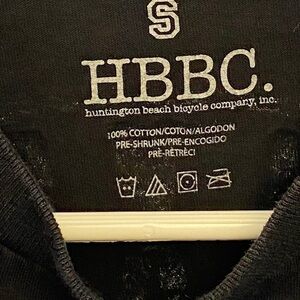 S
HBBC.
huntington beach bicycle company, inc.
100% COTTON/COTON/ALGODON
PRE-SHRUNK/PRE-ENCOGIDO
PRÉ-RÉTRÉCI